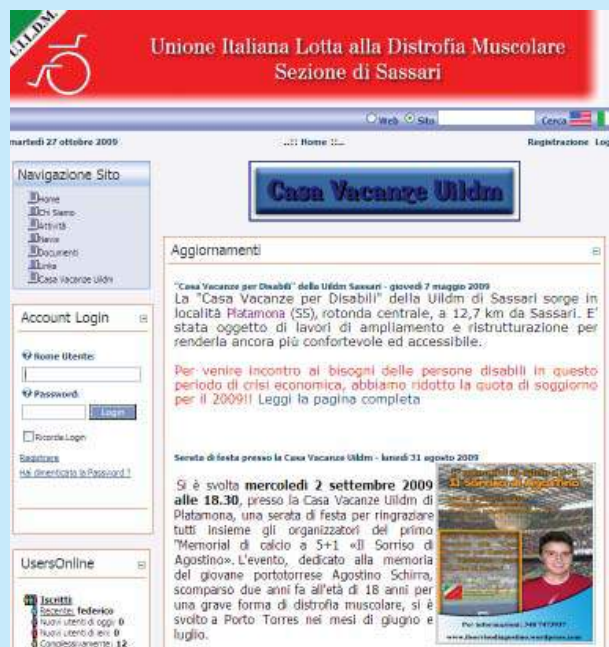 U.I.L.D.M.
Unione Italiana Lotta alla Distrofia Muscolare
Sezione di Sassari
Web Sito Cerca
martedì 27 ottobre 2009
..:: Home ::..
Registrazione Log
Navigazione Sito
Home
Chi Siamo
Attività
News
Documenti
Links
Casa Vacanze Uildm
Account Login
Nome Utente:
Password:
Login
Ricorda Login
Registrare
Hai dimenticato la Password ?
UsersOnline
Iscritti
Recente: federico
Nuovi utenti di oggi: 0
Nuovi utenti di ieri: 0
Complessivamente: 12
Casa Vacanze Uildm
Aggiornamenti
"Casa Vacanze per Disabili" della Uildm Sassari - giovedì 7 maggio 2009
La "Casa Vacanze per Disabili" della Uildm di Sassari sorge in
località Platamona (SS), rotonda centrale, a 12,7 km da Sassari. E'
stata oggetto di lavori di ampliamento e ristrutturazione per
renderla ancora più confortevole ed accessibile.
Per venire incontro ai bisogni delle persone disabili in questo
periodo di crisi economica, abbiamo ridotto la quota di soggiorno
per il 2009!! Leggi la pagina completa
Serata di festa presso la Casa Vacanze Uildm - lunedì 31 agosto 2009
Si è svolta mercoledì 2 settembre 2009
alle 18.30, presso la Casa Vacanze Uildm di
Platamona, una serata di festa per ringraziare
tutti insieme gli organizzatori del primo
"Memorial di calcio a 5+1 «Il Sorriso di
Agostino». L'evento, dedicato alla memoria
del giovane portotorrese Agostino Schirra,
scomparso due anni fa all'età di 18 anni per
una grave forma di distrofia muscolare, si è
svolto a Porto Torres nei mesi di giugno e
luglio.
Il Sorriso di Agostino
Per informazioni:
www.ilsorrisodiagostino.wordpress.com